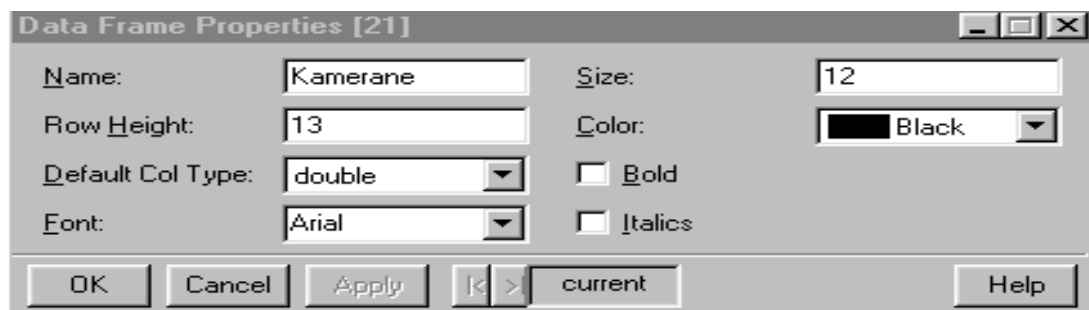 Data Frame Properties [21]
Name: Kamerane Size: 12
Row Height: 13 Color: Black
Default Col Type: double Bold
Font: Arial Italics
OK Cancel Apply |< >| current Help